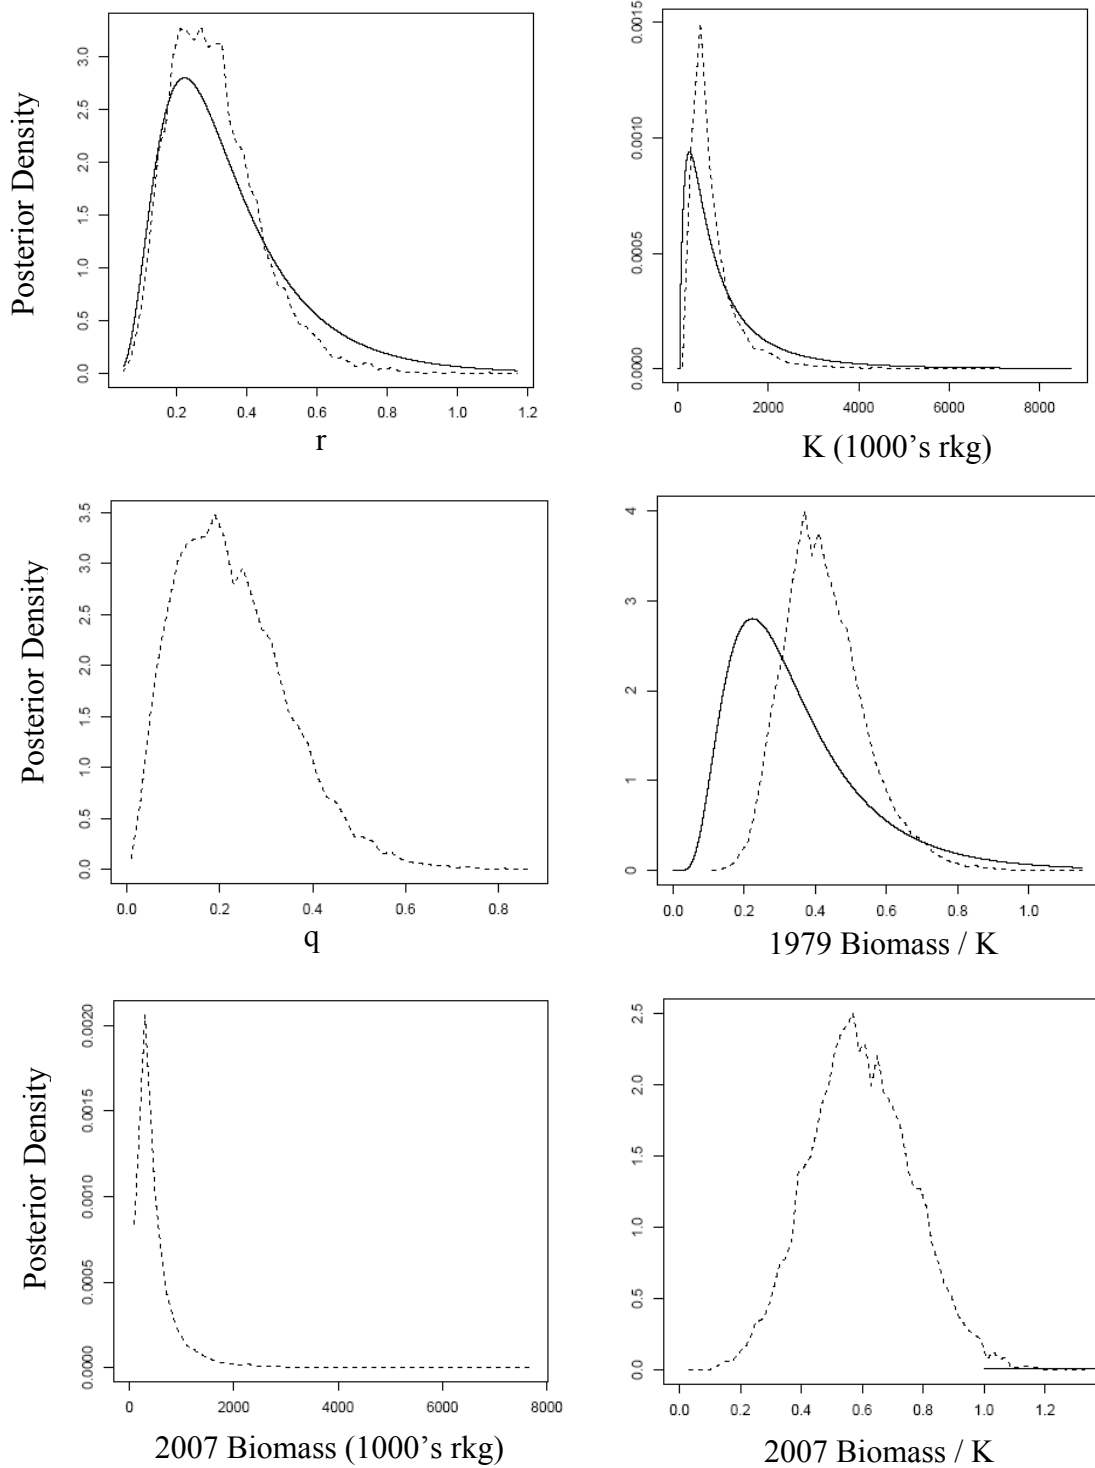 Posterior Density
0.0 0.5 1.0 1.5 2.0 2.5 3.0
0.2 0.4 0.6 0.8 1.0 1.2
r
0.0000 0.0005 0.0010 0.0015
0 2000 4000 6000 8000
K (1000’s rkg)
Posterior Density
0.0 0.5 1.0 1.5 2.0 2.5 3.0 3.5
0.0 0.2 0.4 0.6 0.8
q
0 1 2 3 4
0.0 0.2 0.4 0.6 0.8 1.0
1979 Biomass / K
Posterior Density
0.0000 0.0005 0.0010 0.0015 0.0020
0 2000 4000 6000 8000
2007 Biomass (1000’s rkg)
0.0 0.5 1.0 1.5 2.0 2.5
0.0 0.2 0.4 0.6 0.8 1.0 1.2
2007 Biomass / K